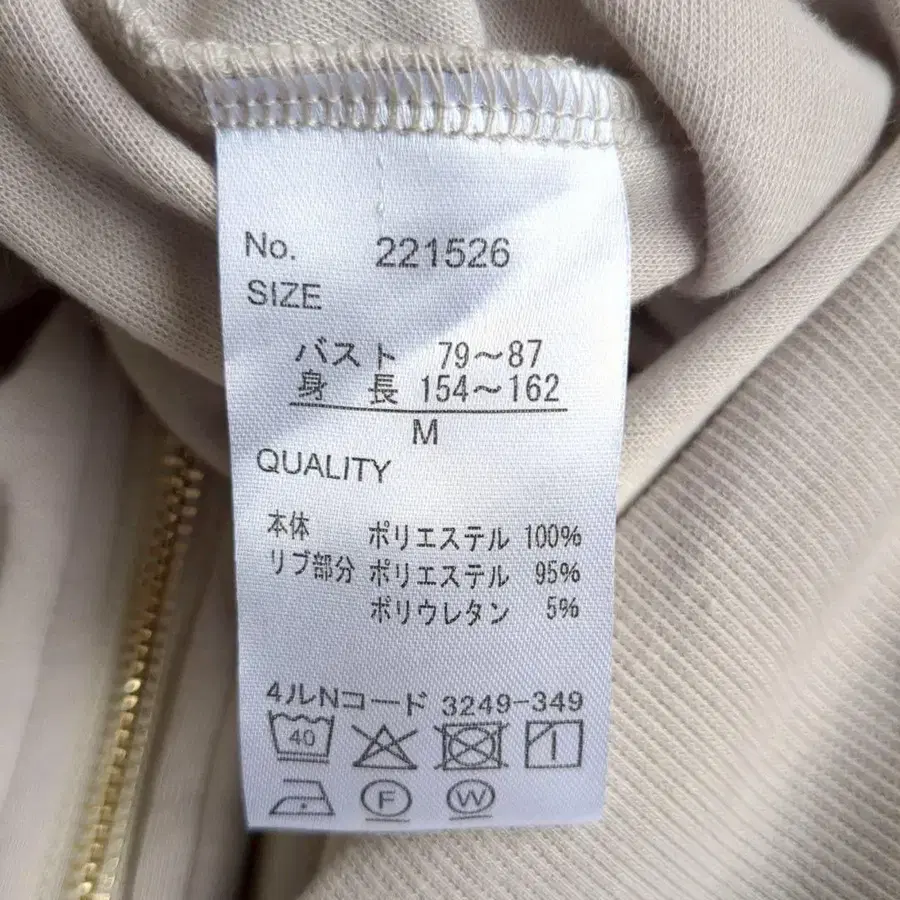 No. 221526
SIZE
バスト 79〜87
身長 154〜162
M
QUALITY
本体 ポリエステル 100%
リブ部分 ポリエステル 95%
ポリウレタン 5%
4ルNコード 3249-349
40
F W